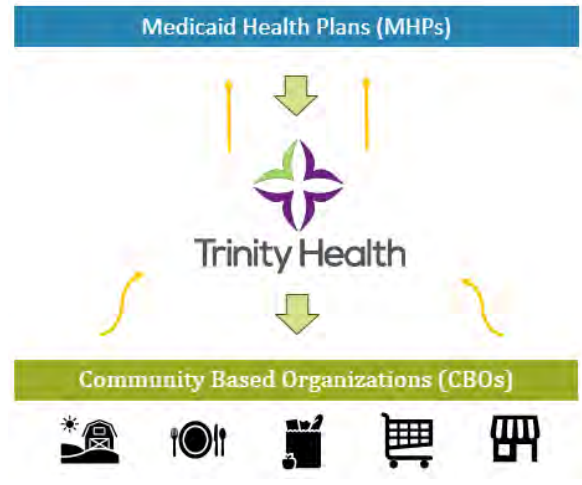 Medicaid Health Plans (MHPs)
Trinity Health
Community Based Organizations (CBOs)